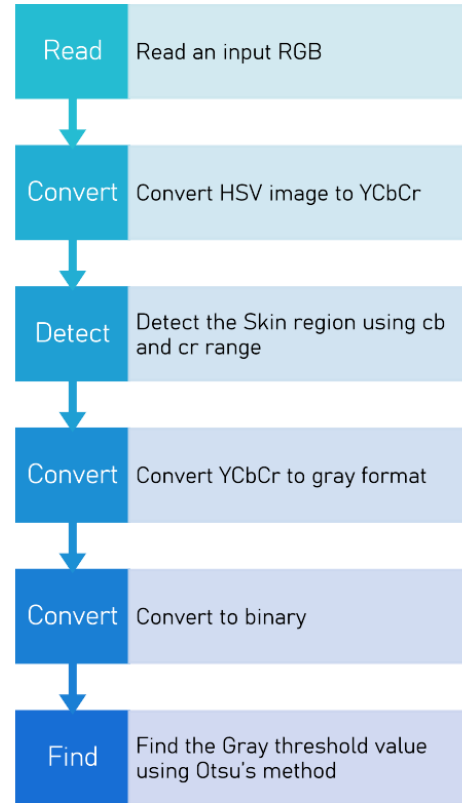 Read
Read an input RGB
Convert
Convert HSV image to YCbCr
Detect
Detect the Skin region using cb
and cr range
Convert
Convert YCbCr to gray format
Convert
Convert to binary
Find
Find the Gray threshold value
using Otsu's method